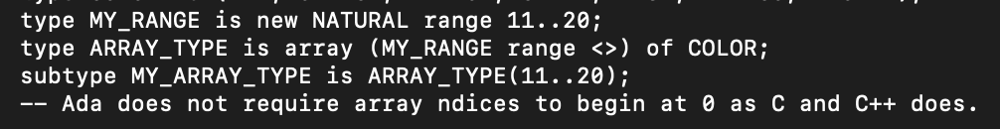 type MY_RANGE is new NATURAL range 11..20;
type ARRAY_TYPE is array (MY_RANGE range <>) of COLOR;
subtype MY_ARRAY_TYPE is ARRAY_TYPE(11..20);
-- Ada does not require array ndices to begin at 0 as C and C++ does.